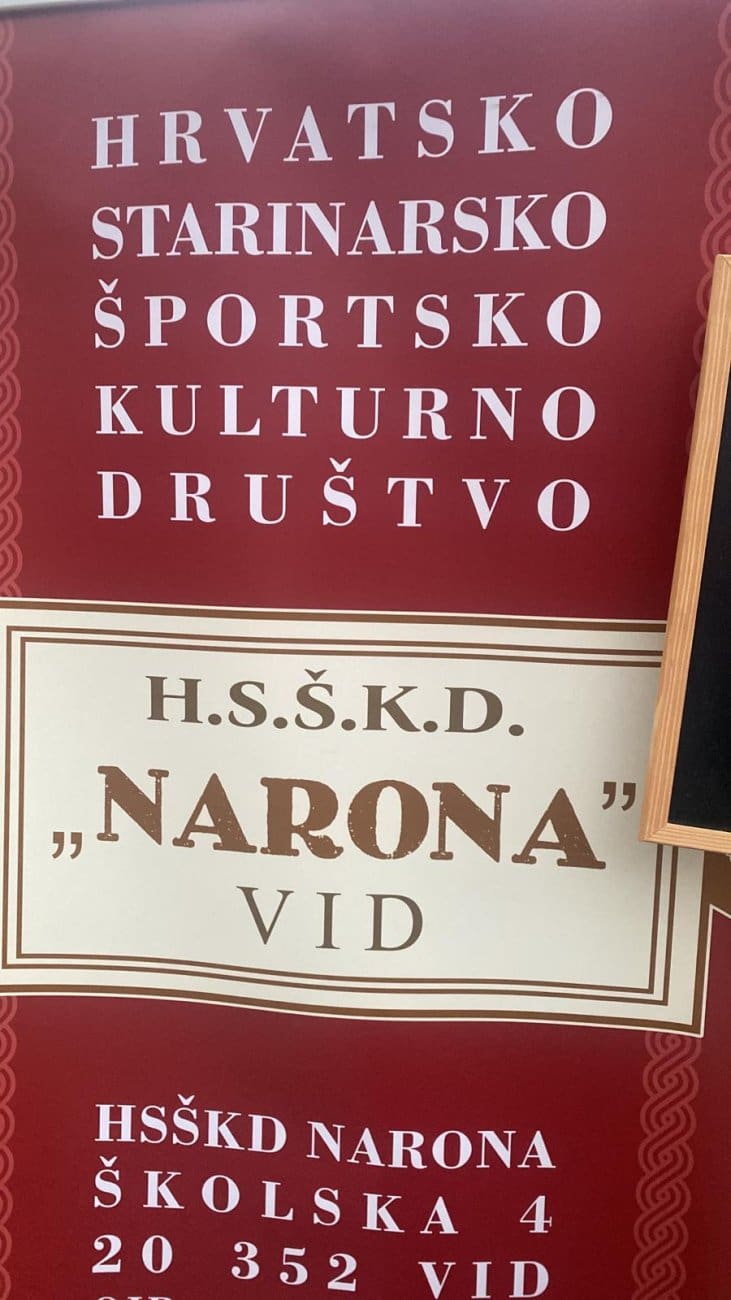 HRVATSKO
STARINARSKO
ŠPORTSKO
KULTURNO
DRUŠTVO
H.S.Š.K.D.
„NARONA”
VID
HSŠKD NARONA
ŠKOLSKA 4
20 352 VID